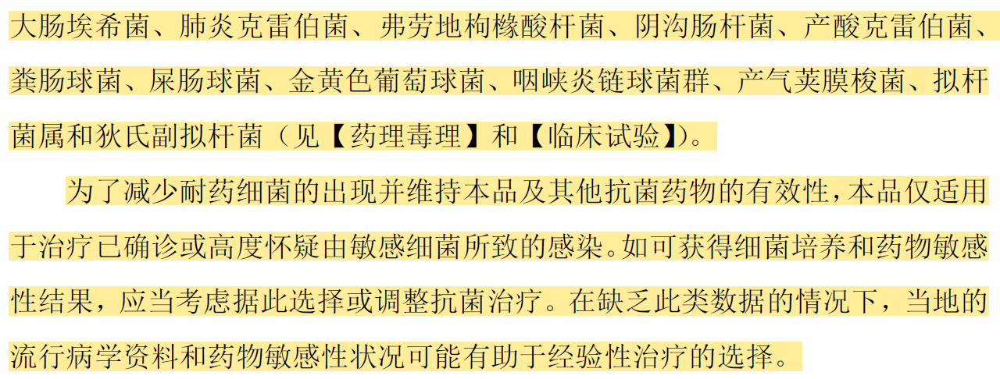 大肠埃希菌、肺炎克雷伯菌、弗劳地枸橼酸杆菌、阴沟肠杆菌、产酸克雷伯菌、
粪肠球菌、屎肠球菌、金黄色葡萄球菌、咽峡炎链球菌群、产气荚膜梭菌、拟杆
菌属和狄氏副拟杆菌（见【药理毒理】和【临床试验】）。
为了减少耐药细菌的出现并维持本品及其他抗菌药物的有效性，本品仅适用
于治疗已确诊或高度怀疑由敏感细菌所致的感染。如可获得细菌培养和药物敏感
性结果，应当考虑据此选择或调整抗菌治疗。在缺乏此类数据的情况下，当地的
流行病学资料和药物敏感性状况可能有助于经验性治疗的选择。